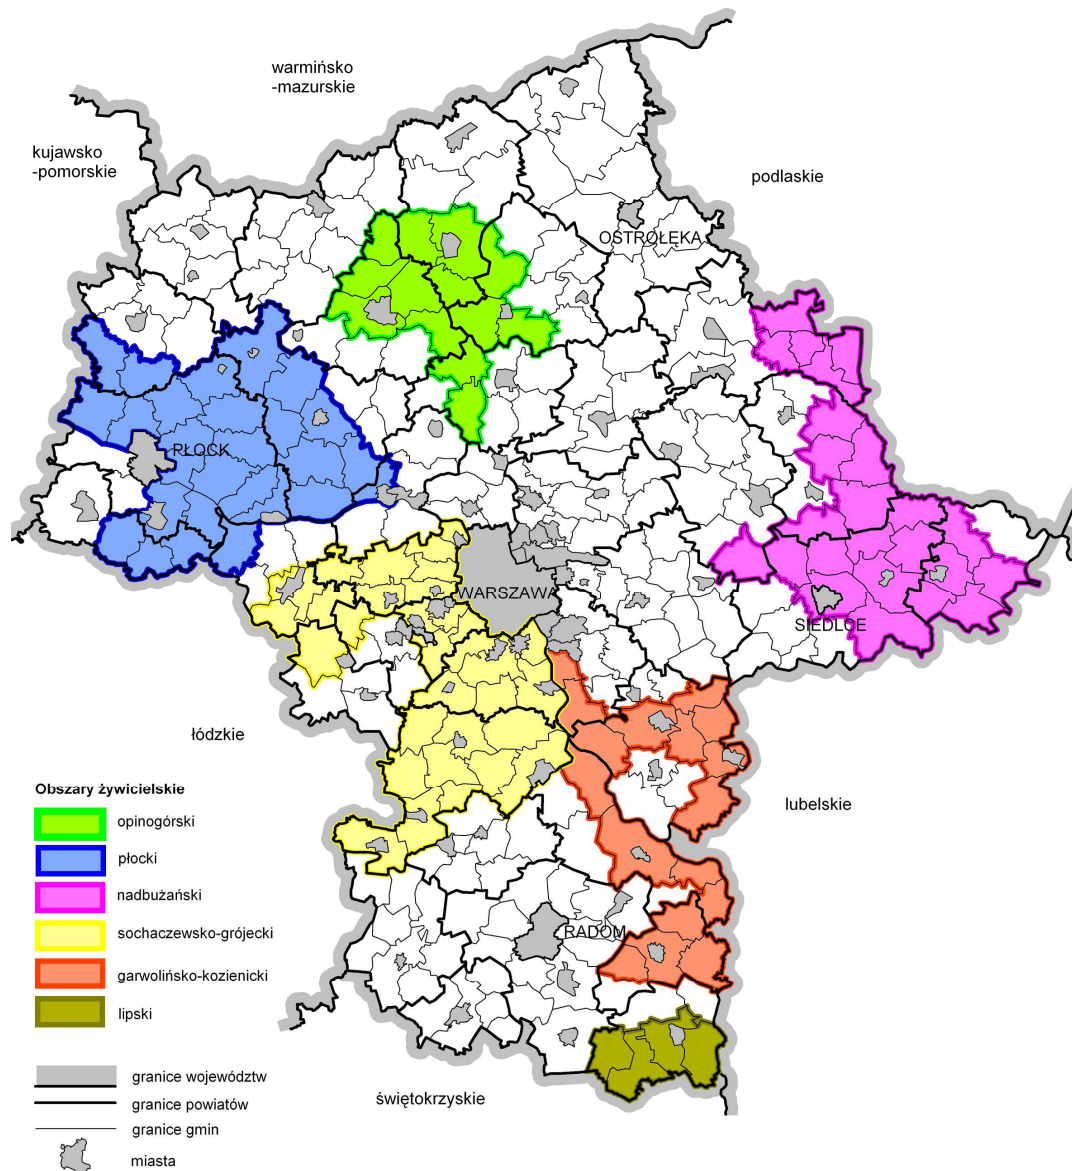 warmińsko
-mazurskie
kujawsko
-pomorskie
podlaskie
OSTROŁĘKA
PŁOCK
WARSZAWA
SIEDLCE
łódzkie
lubelskie
RADOM
świętokrzyskie
Obszary żywicielskie
opinogórski
płocki
nadbużański
sochaczewsko-grójecki
garwolińsko-kozienicki
lipski
granice województw
granice powiatów
granice gmin
miasta